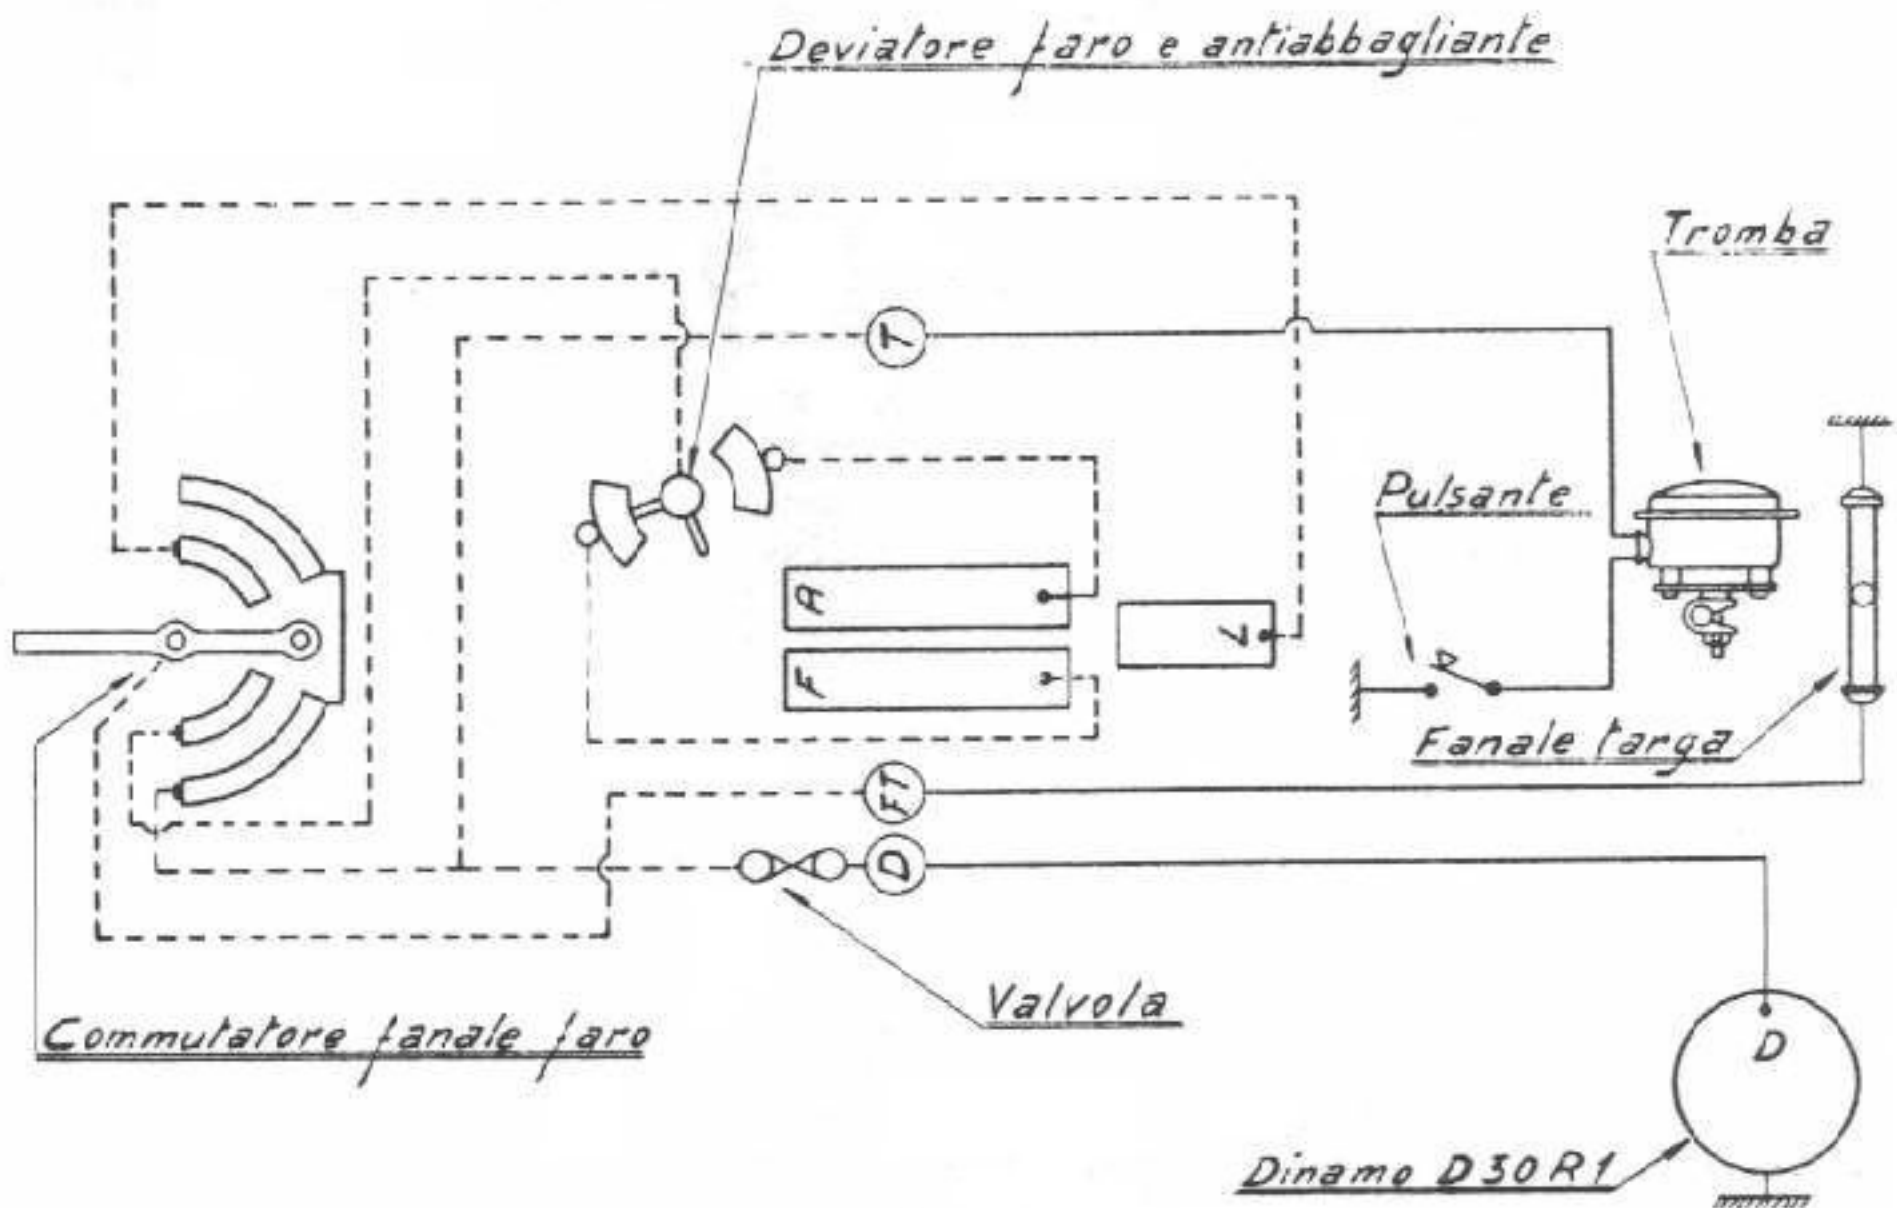 Deviatore faro e antiabbagliante
Tromba
T
Pulsante
A
L
F
Fanale targa
FT
D
Valvola
Commutatore fanale faro
D
Dinamo D30R1